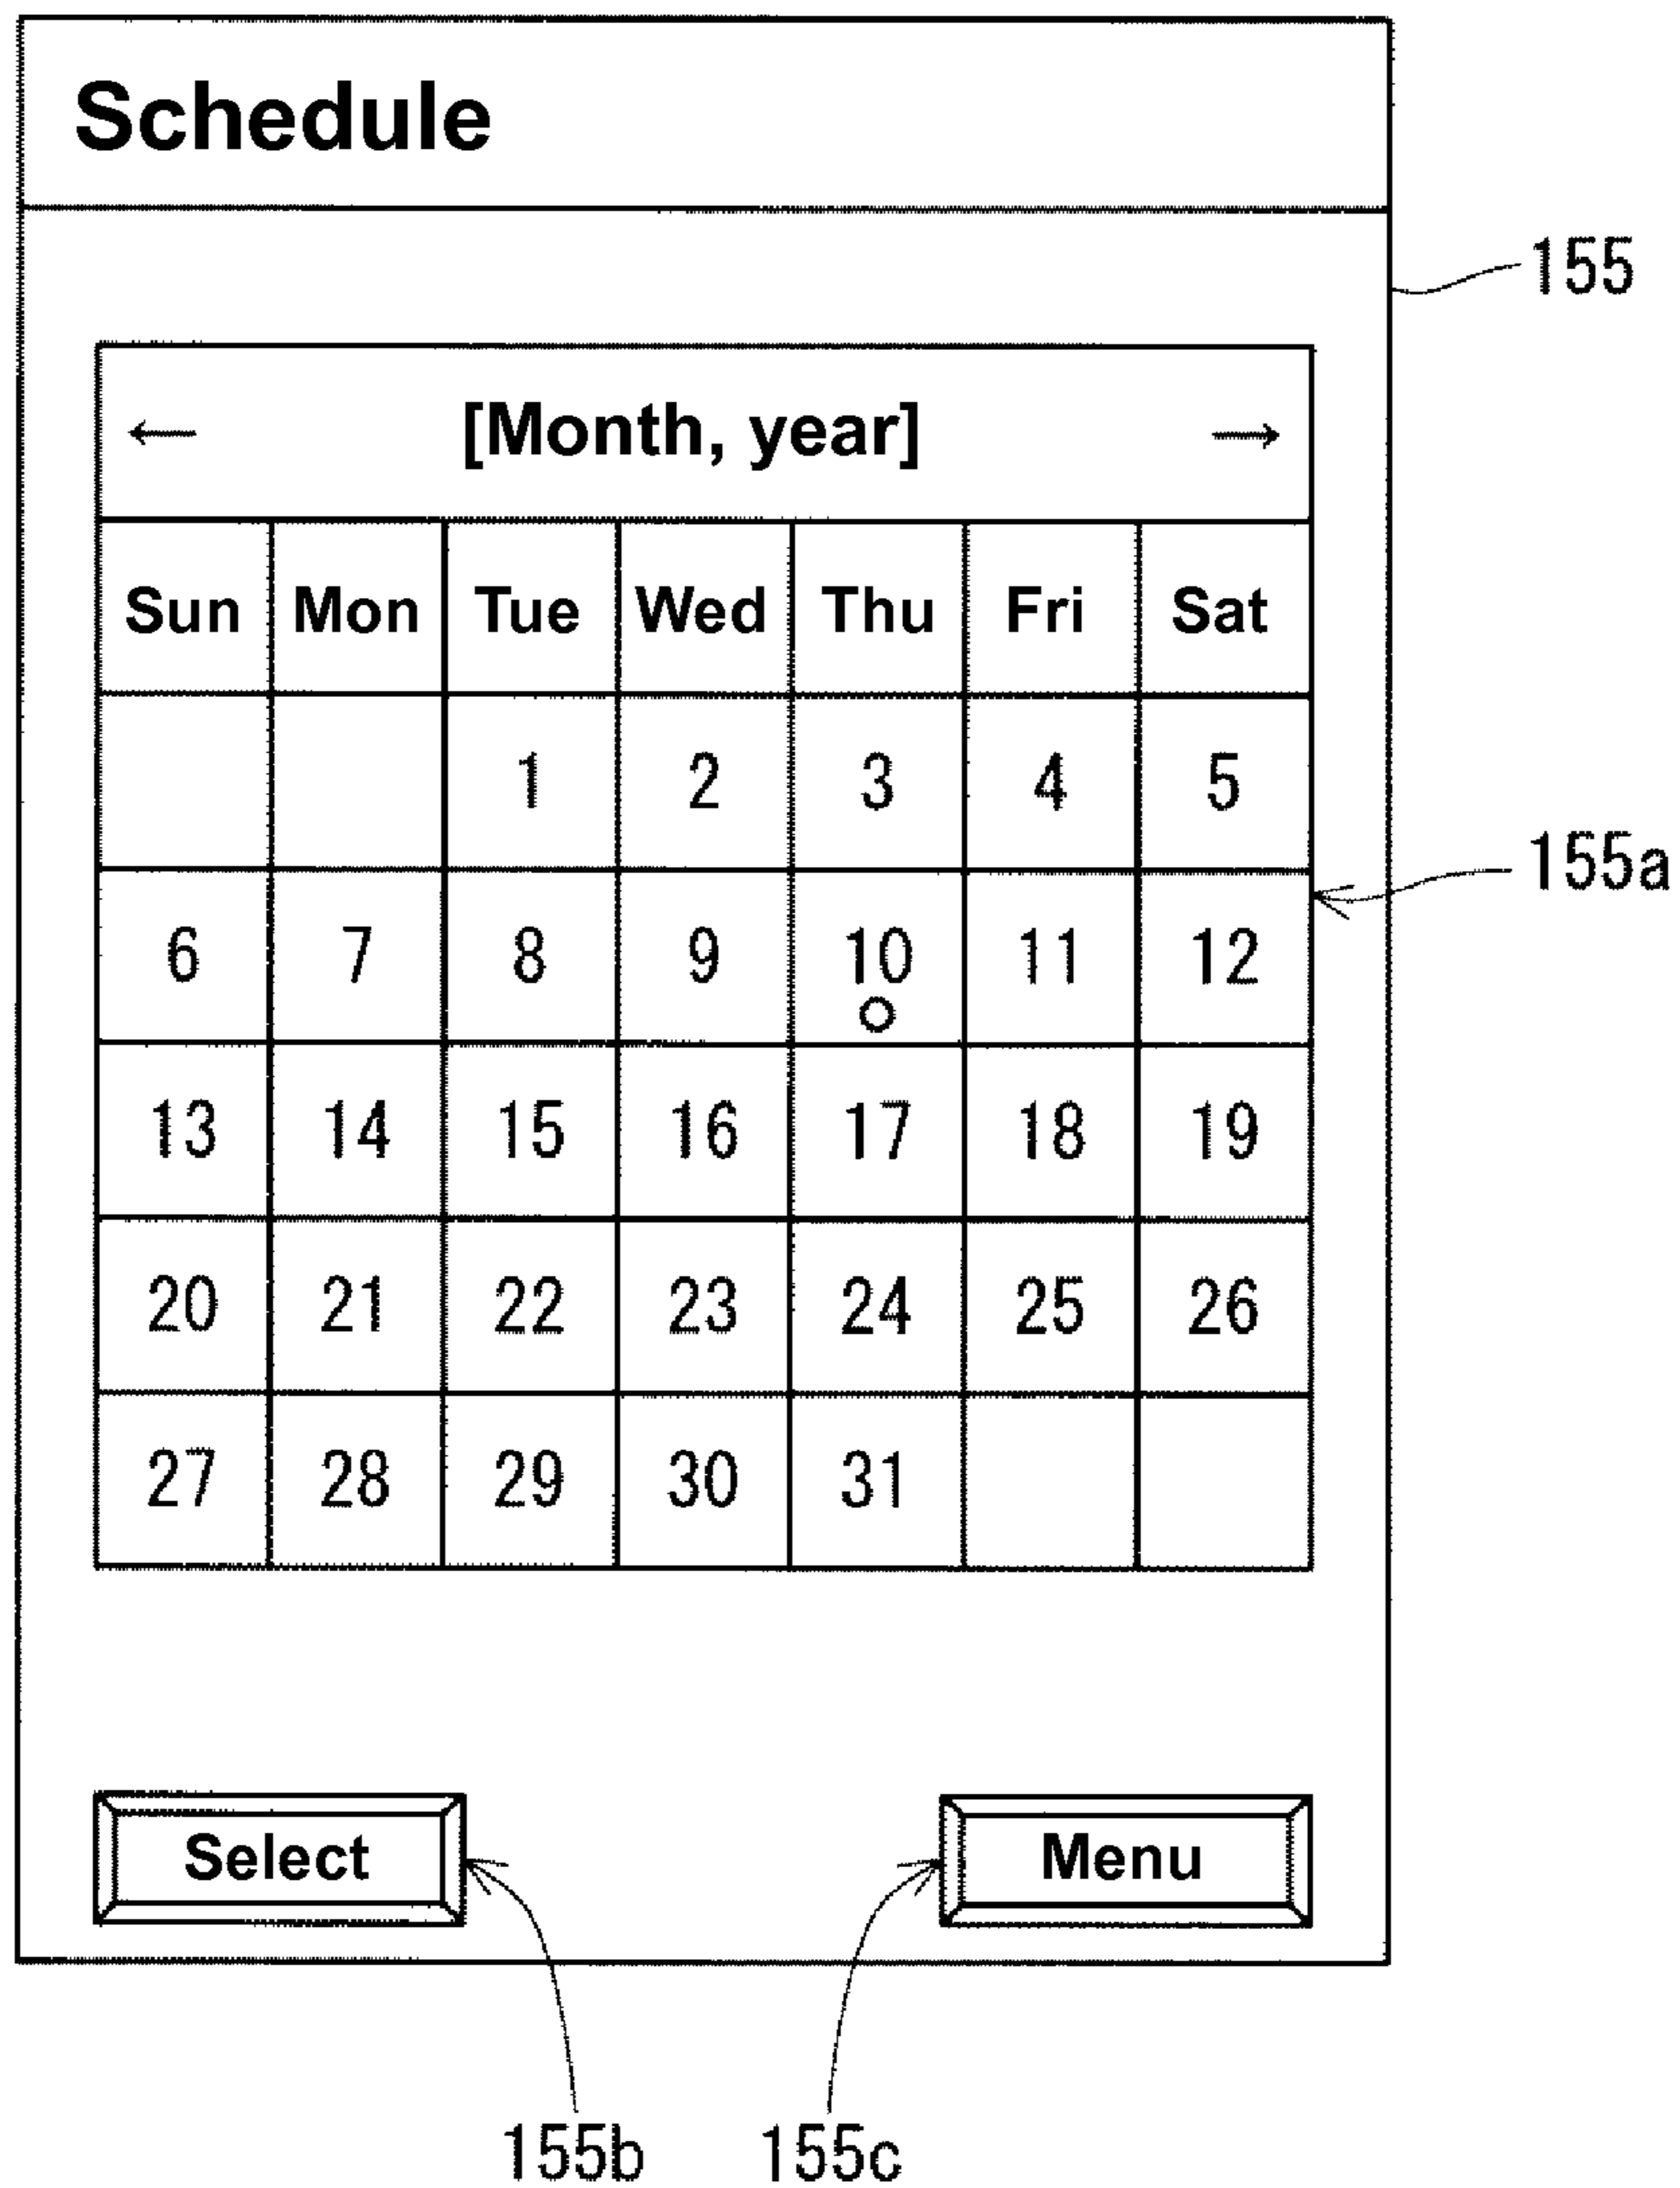 Schedule
155
← [Month, year] →
Sun Mon Tue Wed Thu Fri Sat
1 2 3 4 5
155a
6 7 8 9 10 11 12
13 14 15 16 17 18 19
20 21 22 23 24 25 26
27 28 29 30 31
Select Menu
155b 155c